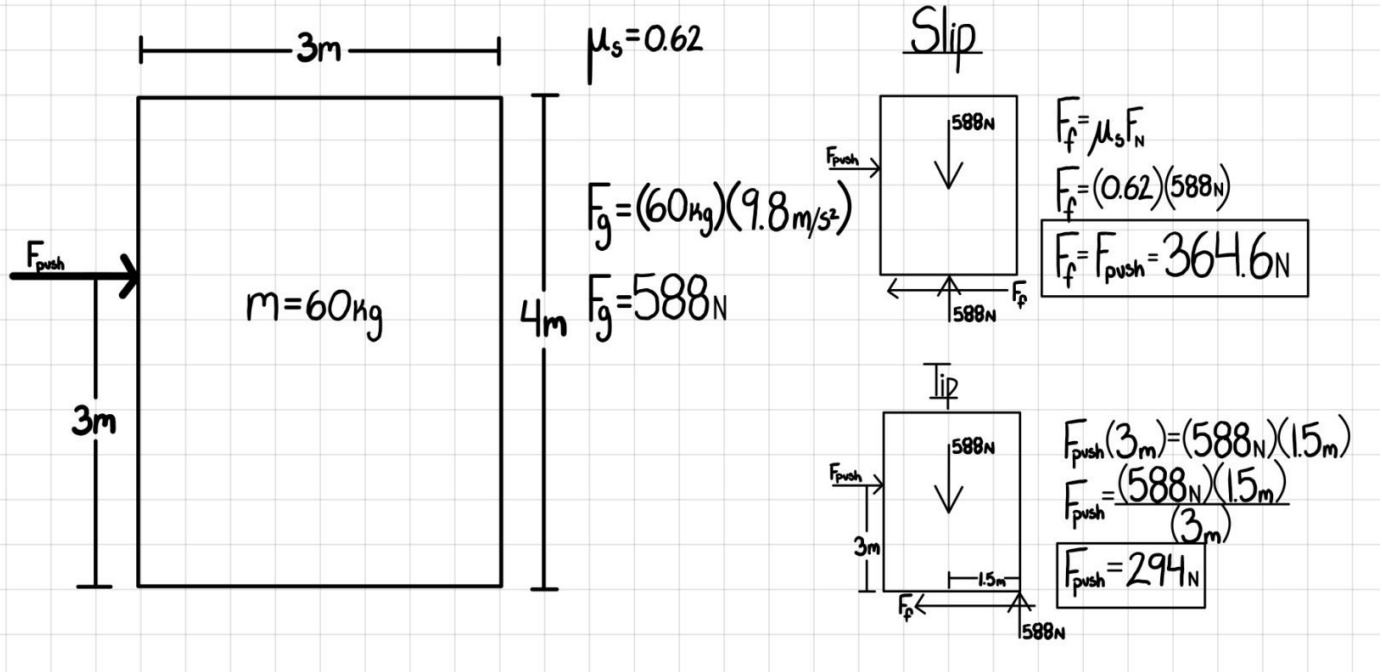 3m
μs=0.62
Fpush
m=60kg
4m
3m
Fg=(60kg)(9.8m/s²)
Fg=588N
Slip
588N
Fpush
Ff
588N
Ff=μsFN
Ff=(0.62)(588N)
Ff=Fpush=364.6N
Tip
588N
Fpush
3m
1.5m
Ff
588N
Fpush(3m)=(588N)(1.5m)
Fpush=(588N)(1.5m)
(3m)
Fpush=294N